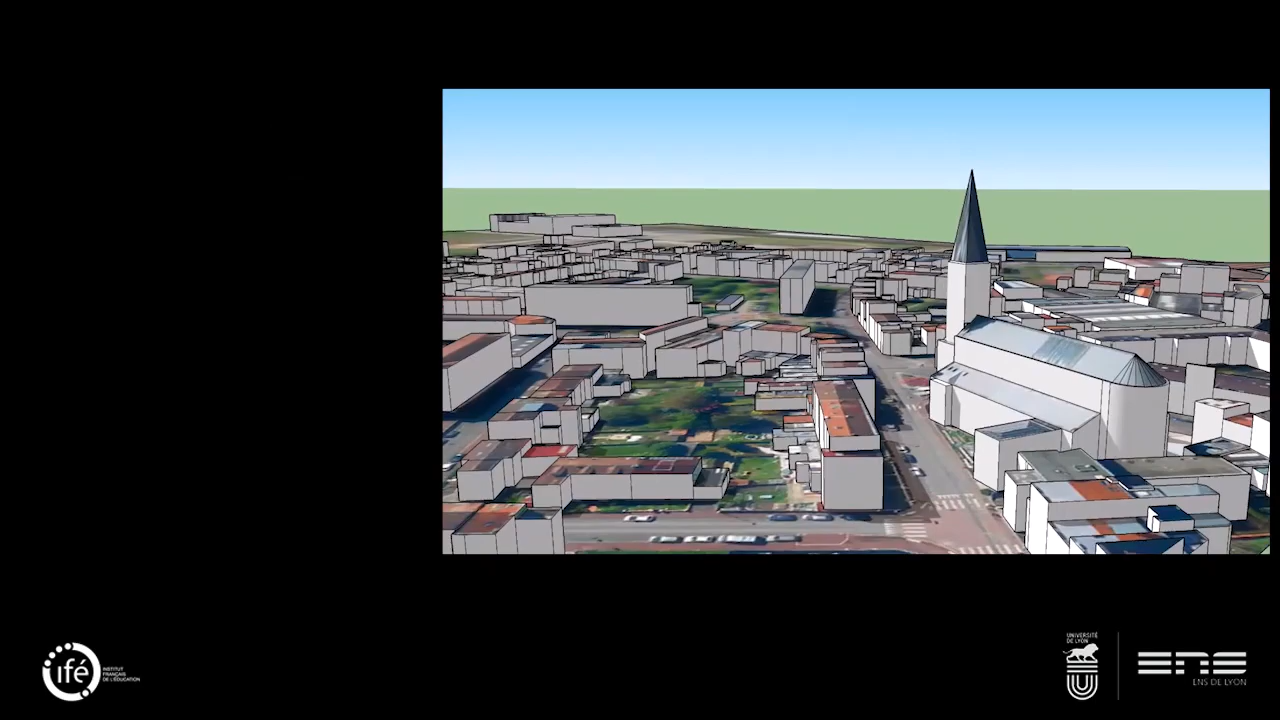 ifé
INSTITUT
FRANÇAIS
DE L'ÉDUCATION
UNIVERSITÉ
DE LYON
ENS
ENS DE LYON